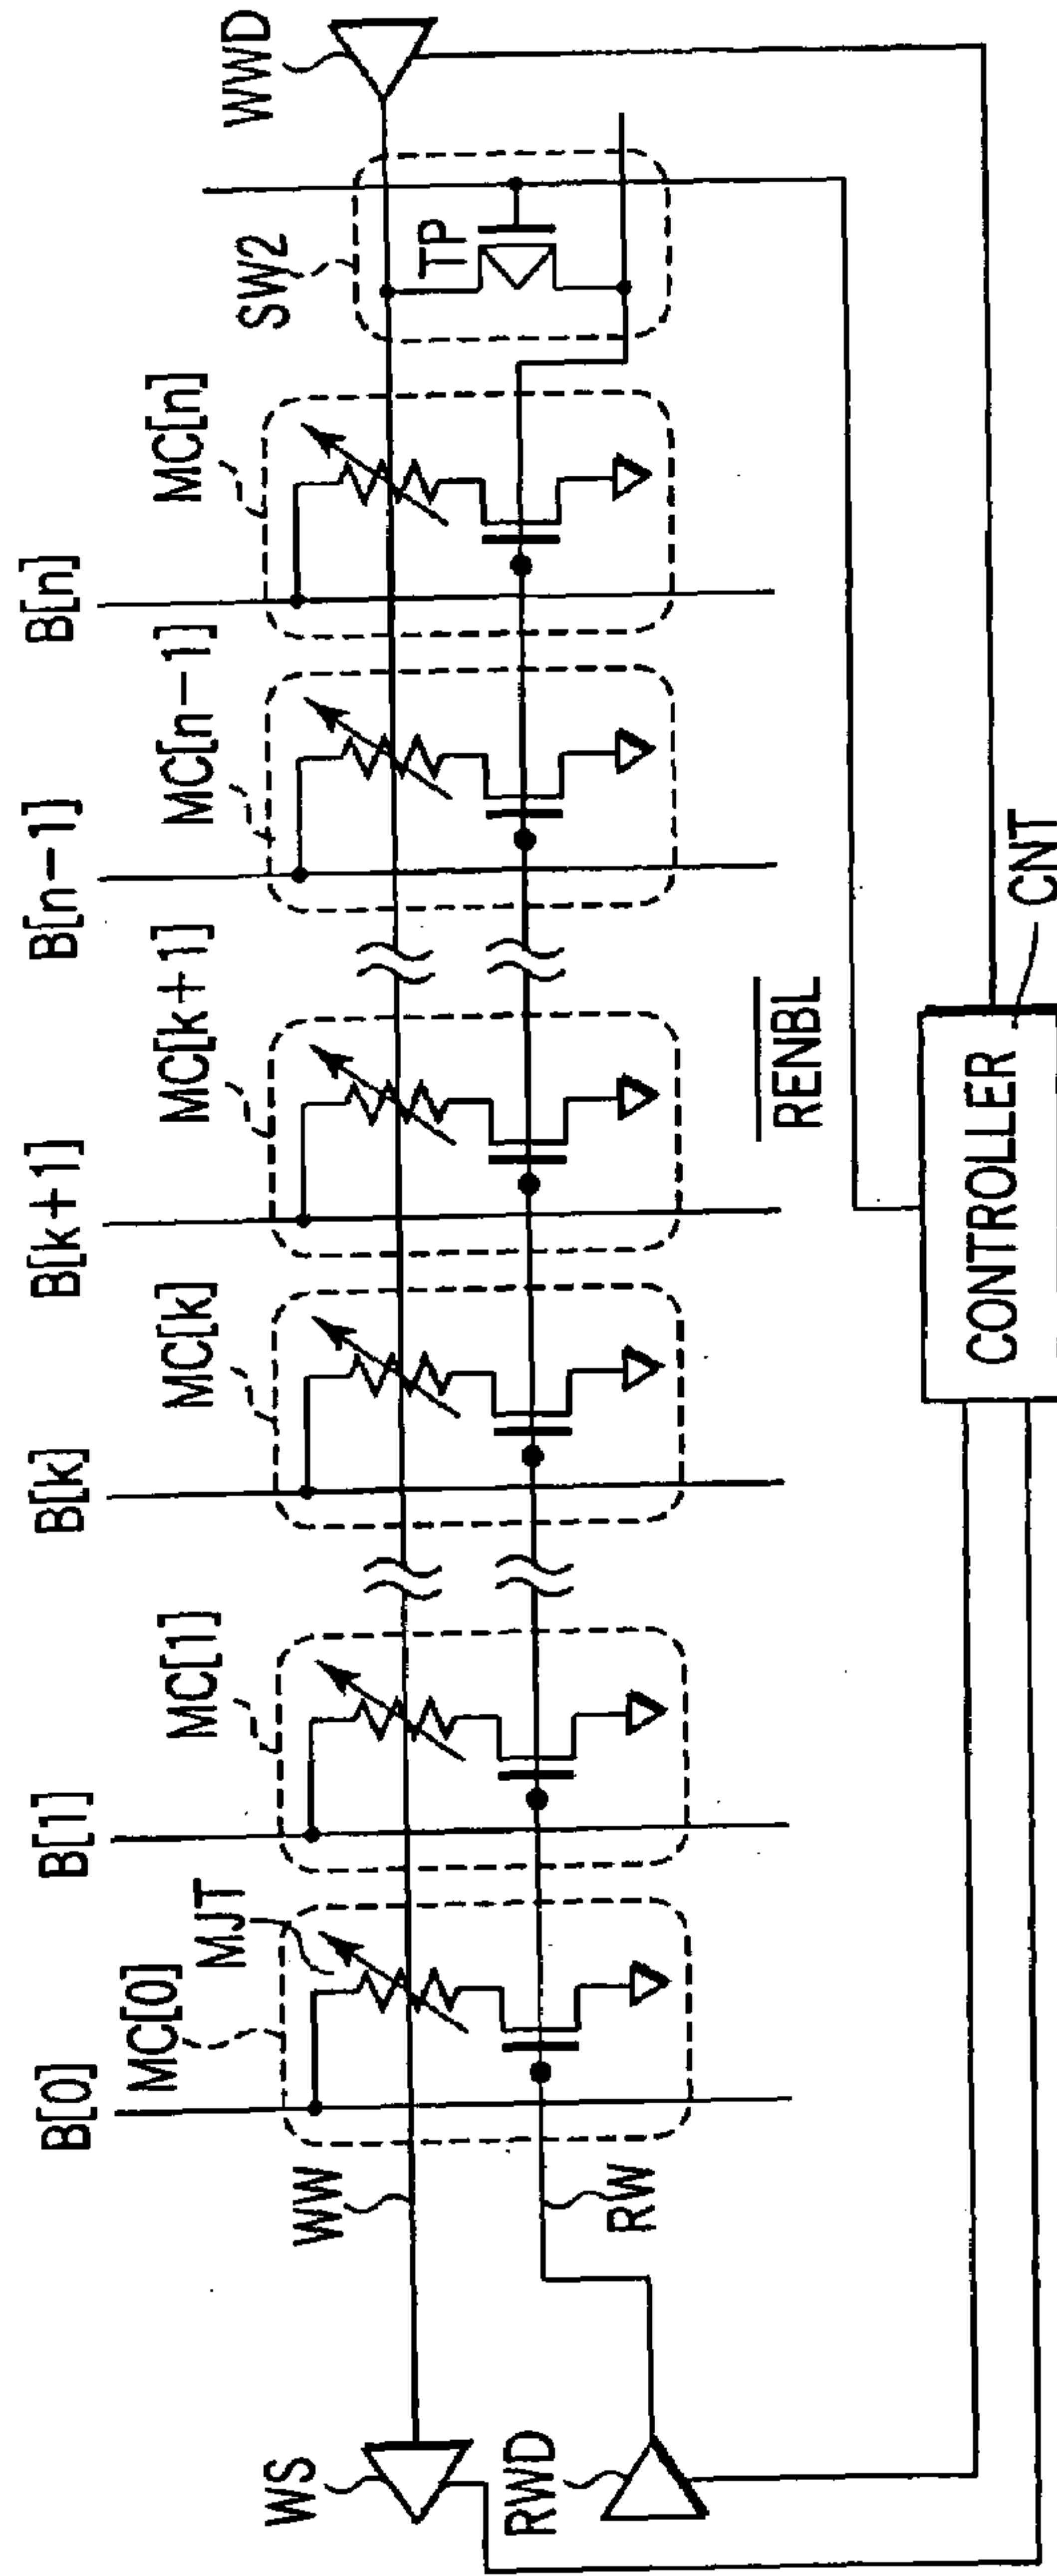 B[0]
B[1]
B[k]
B[k+1]
B[n-1]
B[n]
MC[0]
MJT
MC[1]
MC[k]
MC[k+1]
MC[n-1]
MC[n]
SW2
WWD
TP
WS
WW
RWD
RW
RENBL
CONTROLLER
CNT